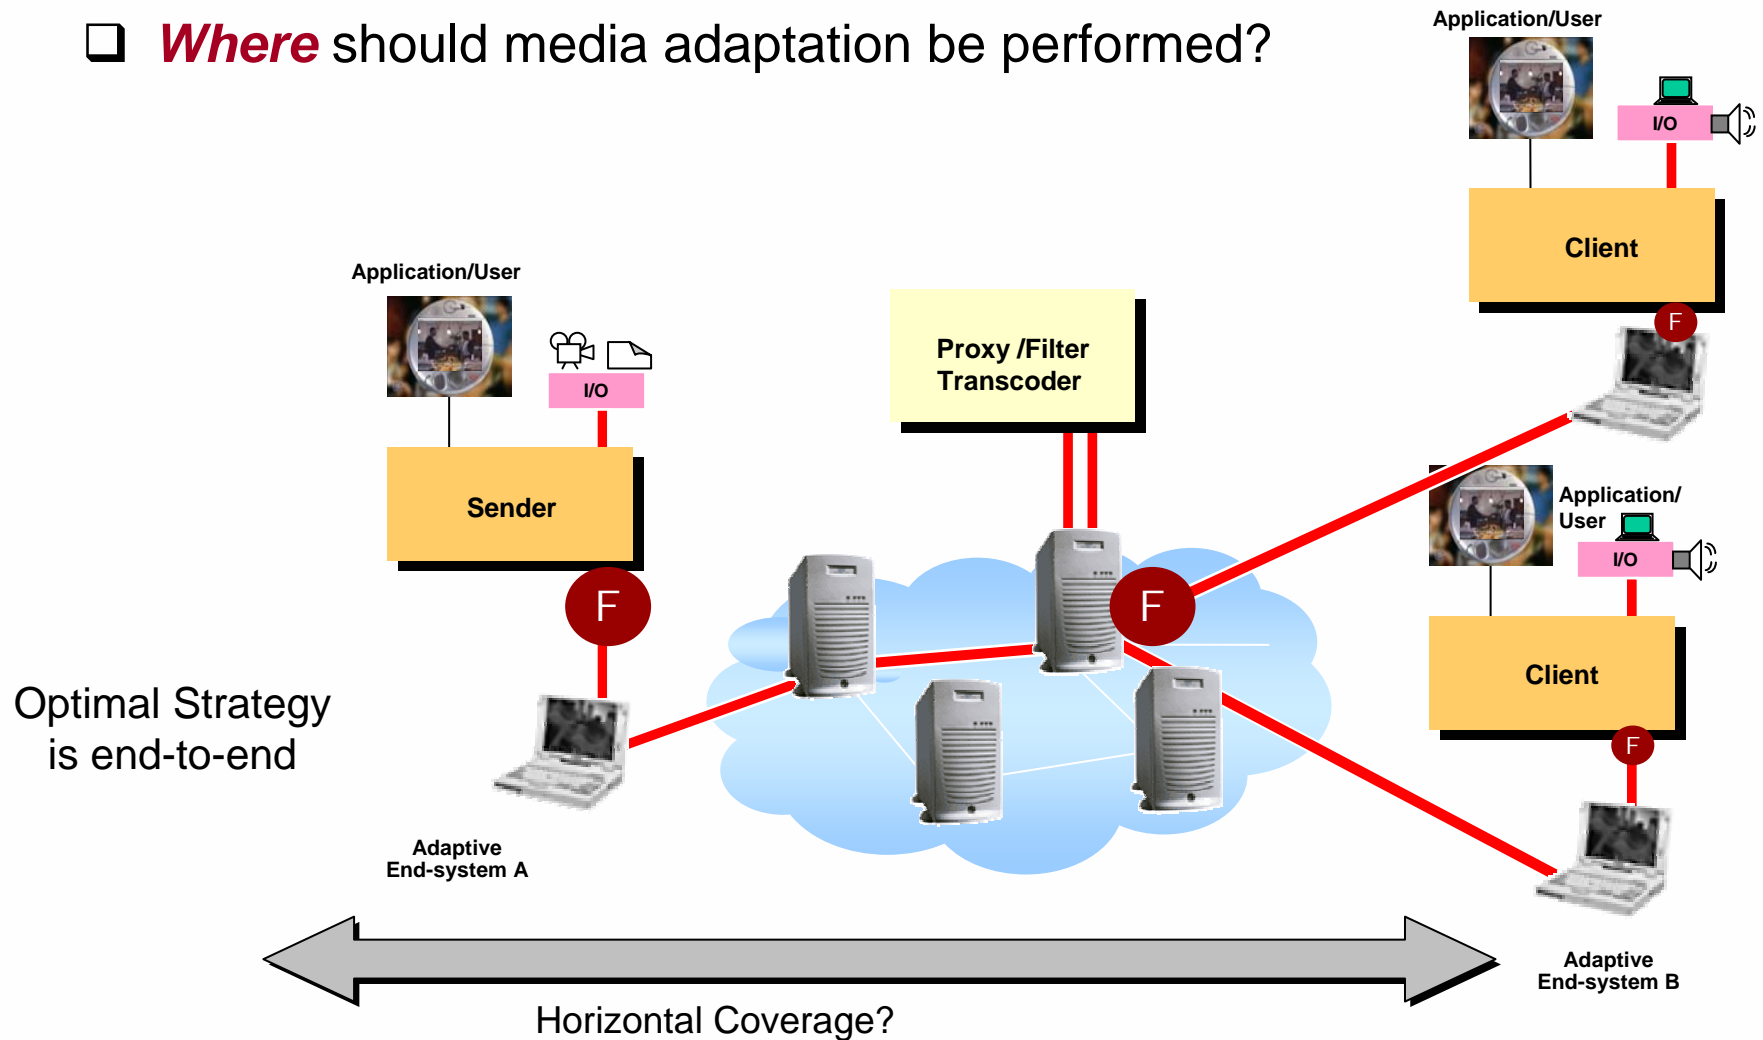 Where should media adaptation be performed?
Application/User
I/O
Client
F
Application/User
I/O
Sender
F
Proxy /Filter
Transcoder
F
Application/
User
I/O
Client
F
Optimal Strategy
is end-to-end
Adaptive
End-system A
Adaptive
End-system B
Horizontal Coverage?